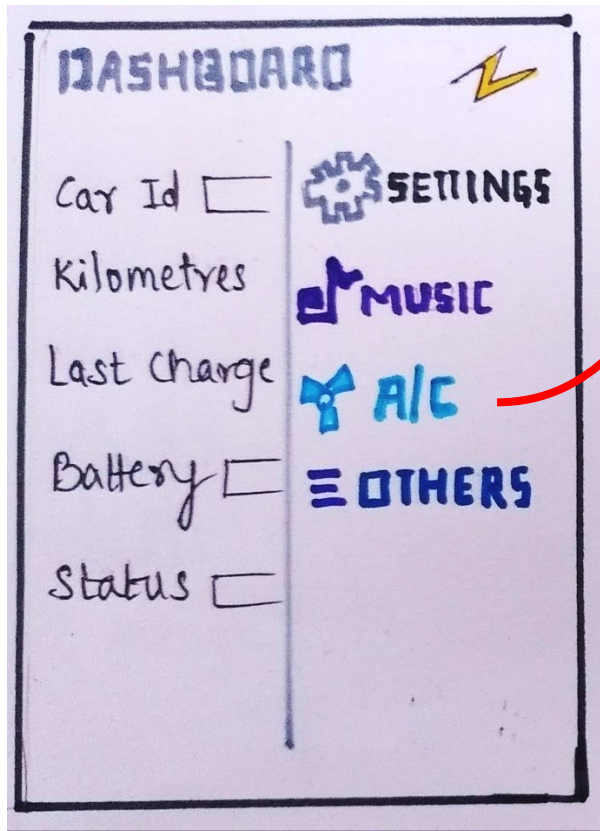 DASHBOARD
Car Id
Kilometres
Last Charge
Battery
Status
SETTINGS
MUSIC
A/C
OTHERS